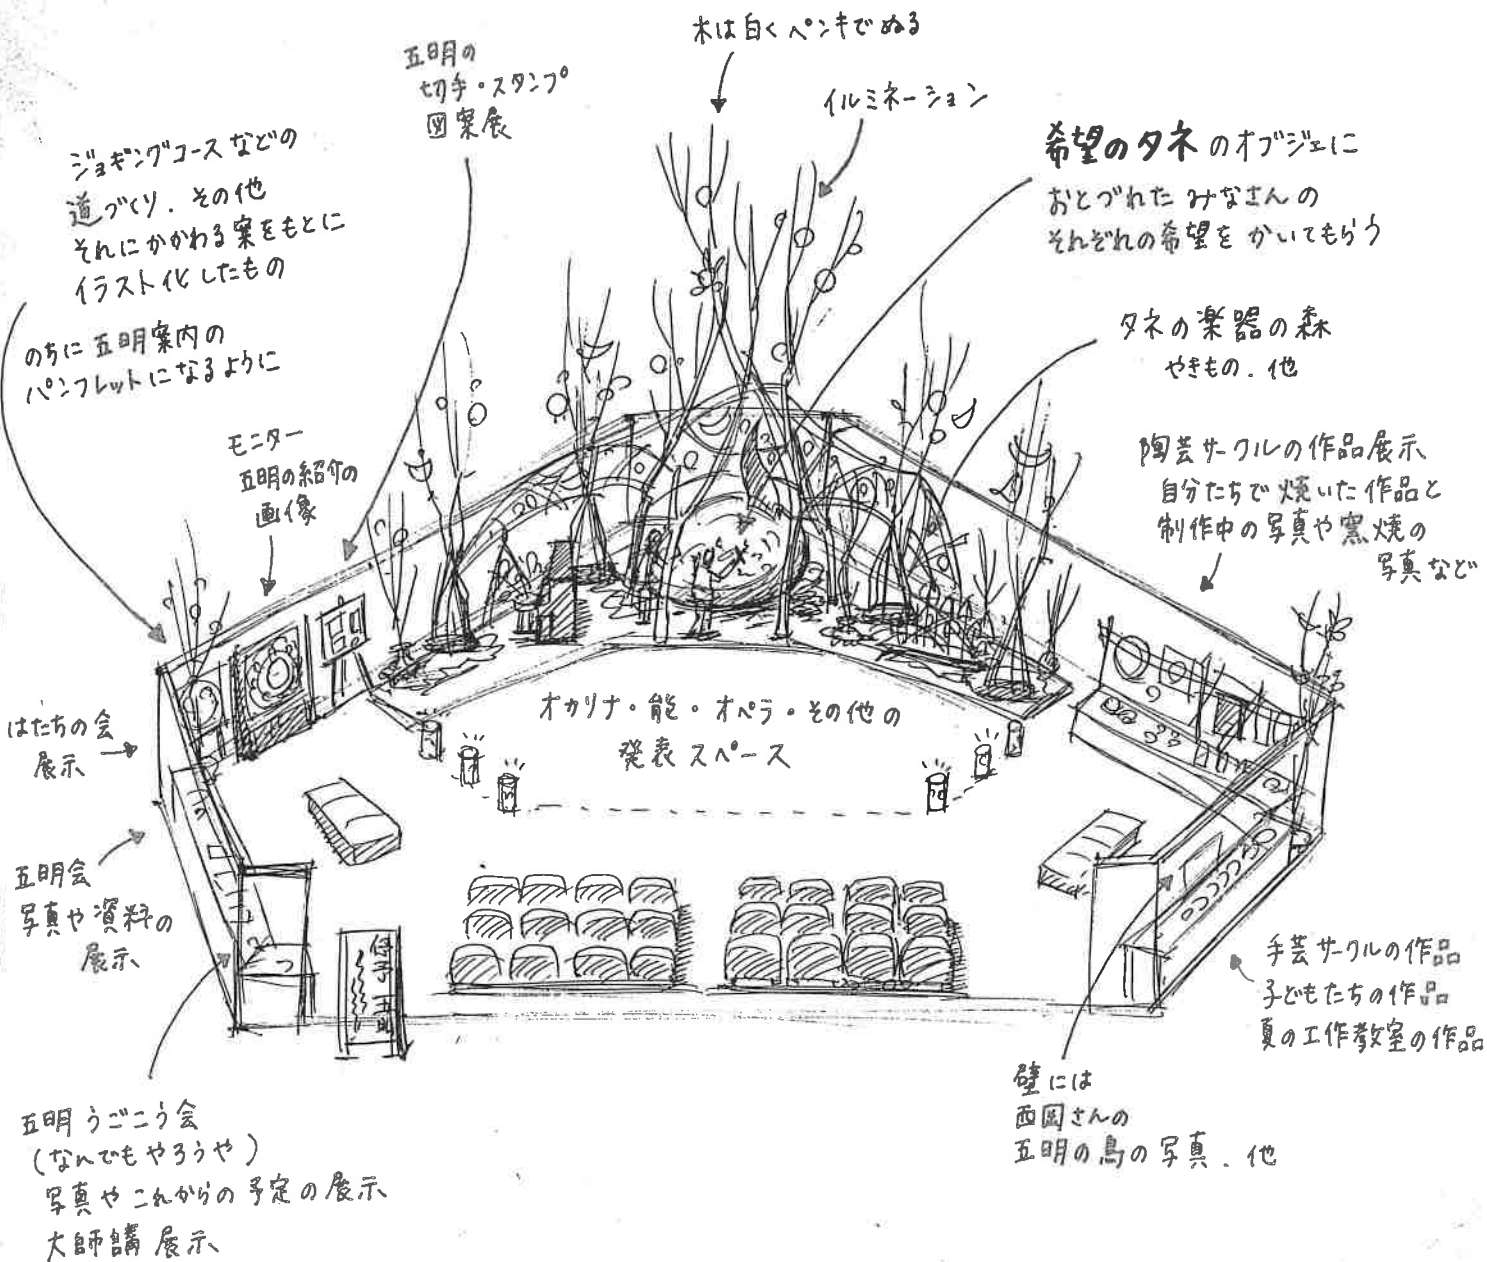 木は白くペンキでぬる
五明の
切手・スタンプ
図案展
イルミネーション
ジョギングコースなどの
道づくり．その他
それにかかわる案をもとに
イラスト化したもの
のちに五明案内の
パンフレットになるように
希望のタネのオブジェに
おとづれたみなさんの
それぞれの希望をかいてもらう
タネの楽器の森
やきもの．他
モニター
五明の紹介の
画像
陶芸サークルの作品展示
自分たちで焼いた作品と
制作中の写真や窯焼の
写真など
オカリナ・能・オペラ・その他の
発表スペース
はたちの会
展示
五明会
写真や資料の
展示
手芸サークルの作品
子どもたちの作品
夏の工作教室の作品
壁には
西岡さんの
五明の鳥の写真．他
五明うごこう会
(なんでもやろうや)
写真やこれからの予定の展示
大師講展示